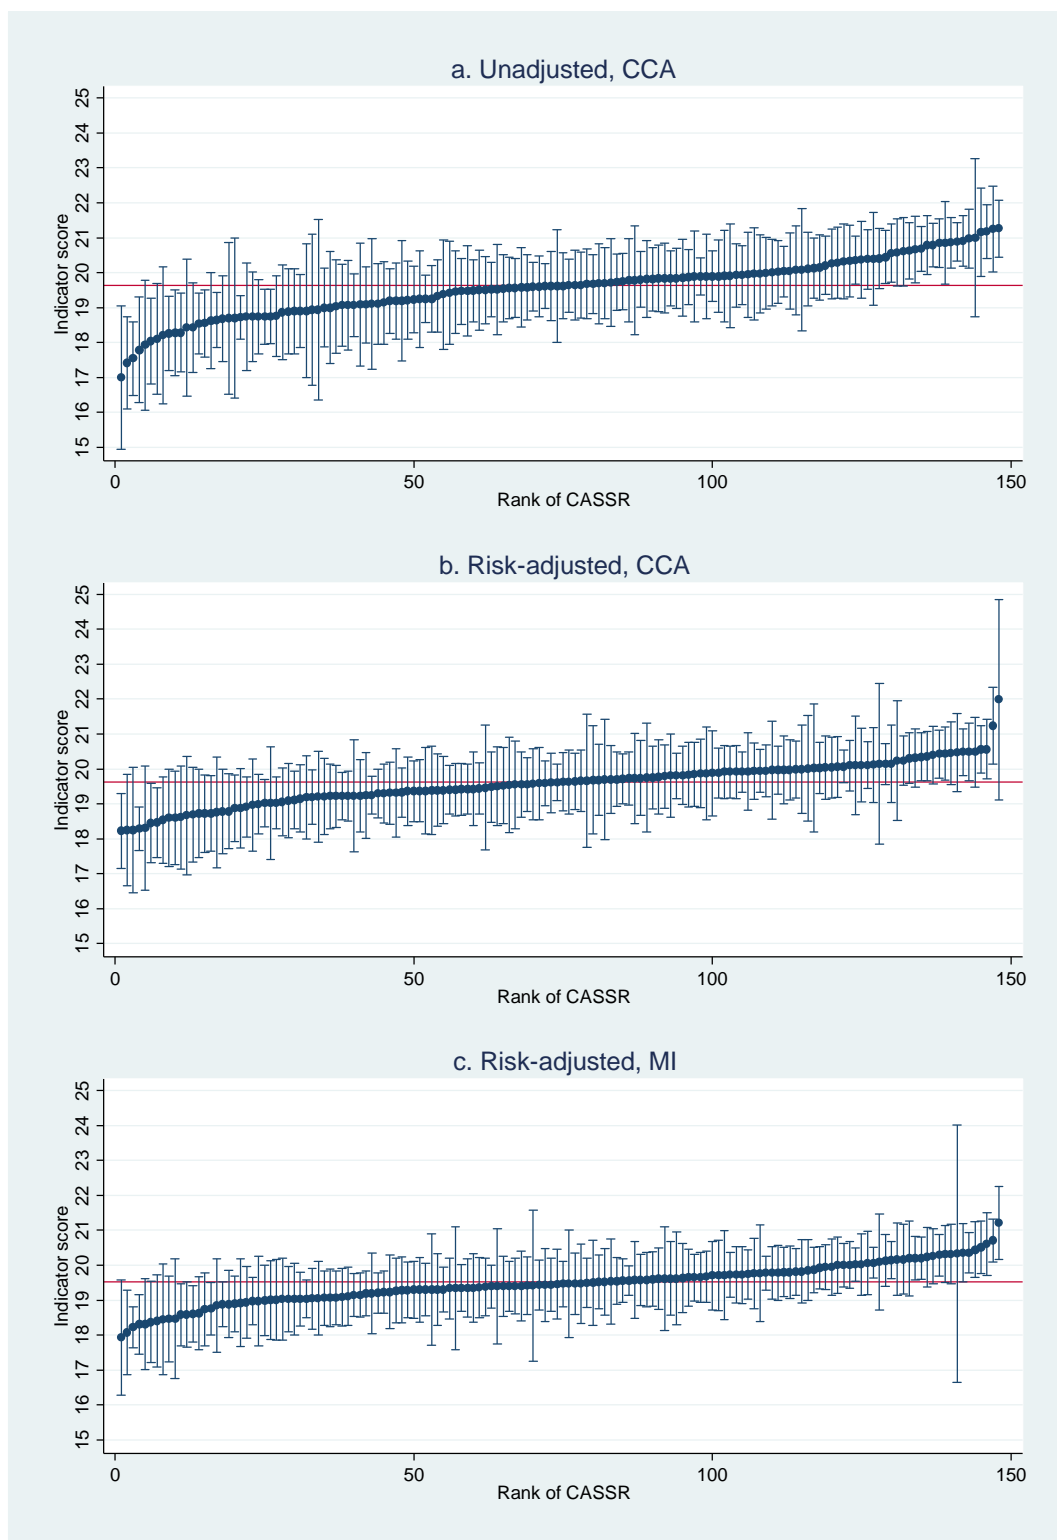 a. Unadjusted, CCA
25
24
23
22
21
20
19
18
17
16
15
Indicator score
0 50 100 150
Rank of CASSR
b. Risk-adjusted, CCA
25
24
23
22
21
20
19
18
17
16
15
Indicator score
0 50 100 150
Rank of CASSR
c. Risk-adjusted, MI
25
24
23
22
21
20
19
18
17
16
15
Indicator score
0 50 100 150
Rank of CASSR